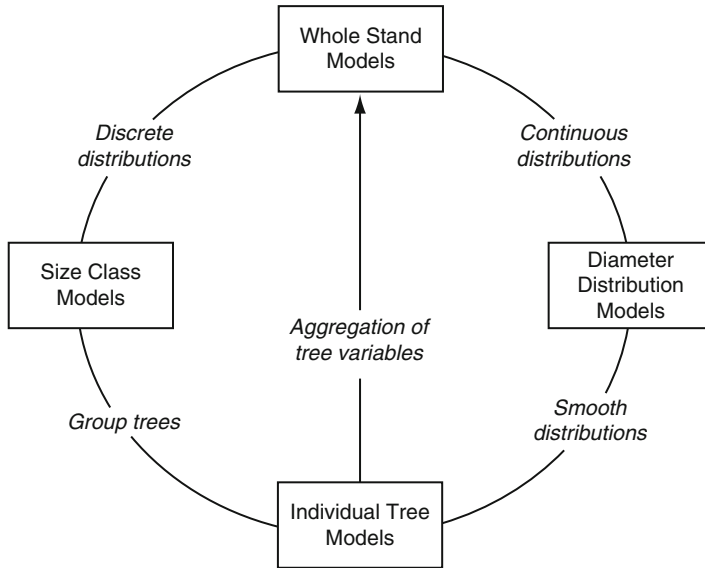 Whole Stand
Models
Discrete
distributions
Continuous
distributions
Size Class
Models
Diameter
Distribution
Models
Aggregation of
tree variables
Group trees
Smooth
distributions
Individual Tree
Models